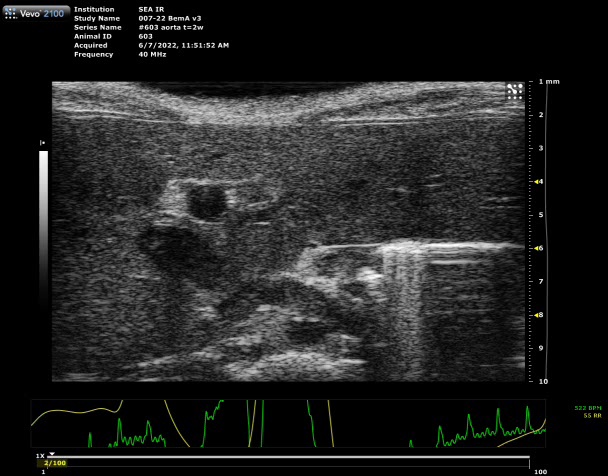 Vevo 2100
Institution SEA IR
Study Name 007-22 BemA v3
Series Name #603 aorta t=2w
Animal ID 603
Acquired 6/7/2022, 11:51:52 AM
Frequency 40 MHz
1 mm
2
3
4
5
6
7
8
9
10
522 BPM
55 RR
1X
2/100
1 100